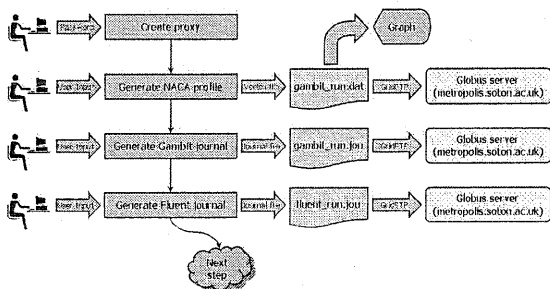 Create proxy
Graph
User Input
Generate NACA profile
gambit_run.dat
GridFTP
Globus server
(metropolis.soton.ac.uk)
User Input
Generate Gambit journal
Journal file
gambit_run.jou
GridFTP
Globus server
(metropolis.soton.ac.uk)
User Input
Generate Fluent journal
Journal file
fluent_run.jou
GridFTP
Globus server
(metropolis.soton.ac.uk)
Next
step